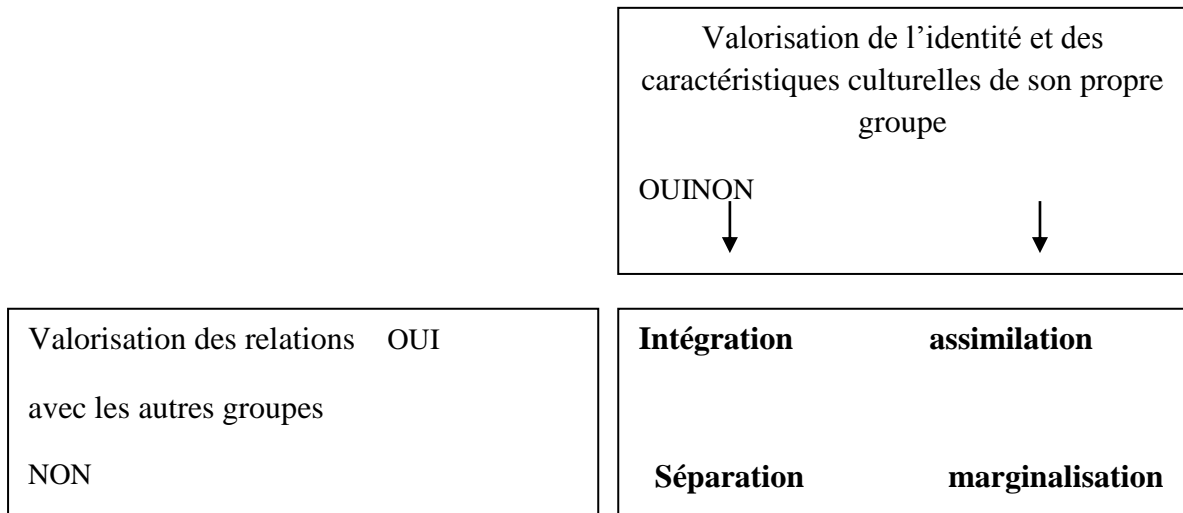 Valorisation de l’identité et des
caractéristiques culturelles de son propre
groupe
OUINON
Valorisation des relations OUI
avec les autres groupes
NON
Intégration assimilation
Séparation marginalisation